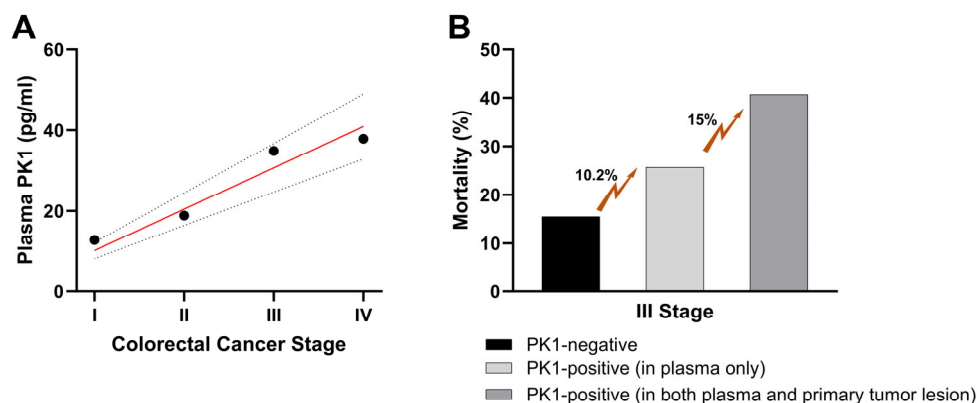 A
Plasma PK1 (pg/ml)
60
40
20
0
I II III IV
Colorectal Cancer Stage
B
Mortality (%)
50
40
30
20
10
0
10.2%
15%
III Stage
PK1-negative
PK1-positive (in plasma only)
PK1-positive (in both plasma and primary tumor lesion)